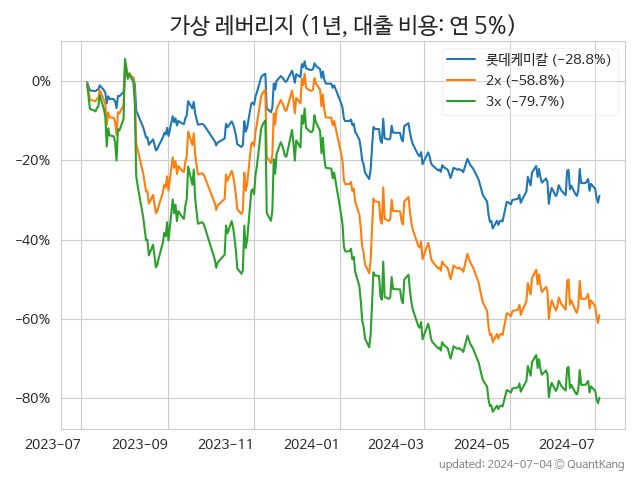 가상 레버리지 (1년, 대출 비용: 연 5%)
롯데케미칼 (−28.8%)
2x (−58.8%)
3x (−79.7%)
0%
−20%
−40%
−60%
−80%
2023-07 2023-09 2023-11 2024-01 2024-03 2024-05 2024-07
updated: 2024-07-04 @ QuantKang